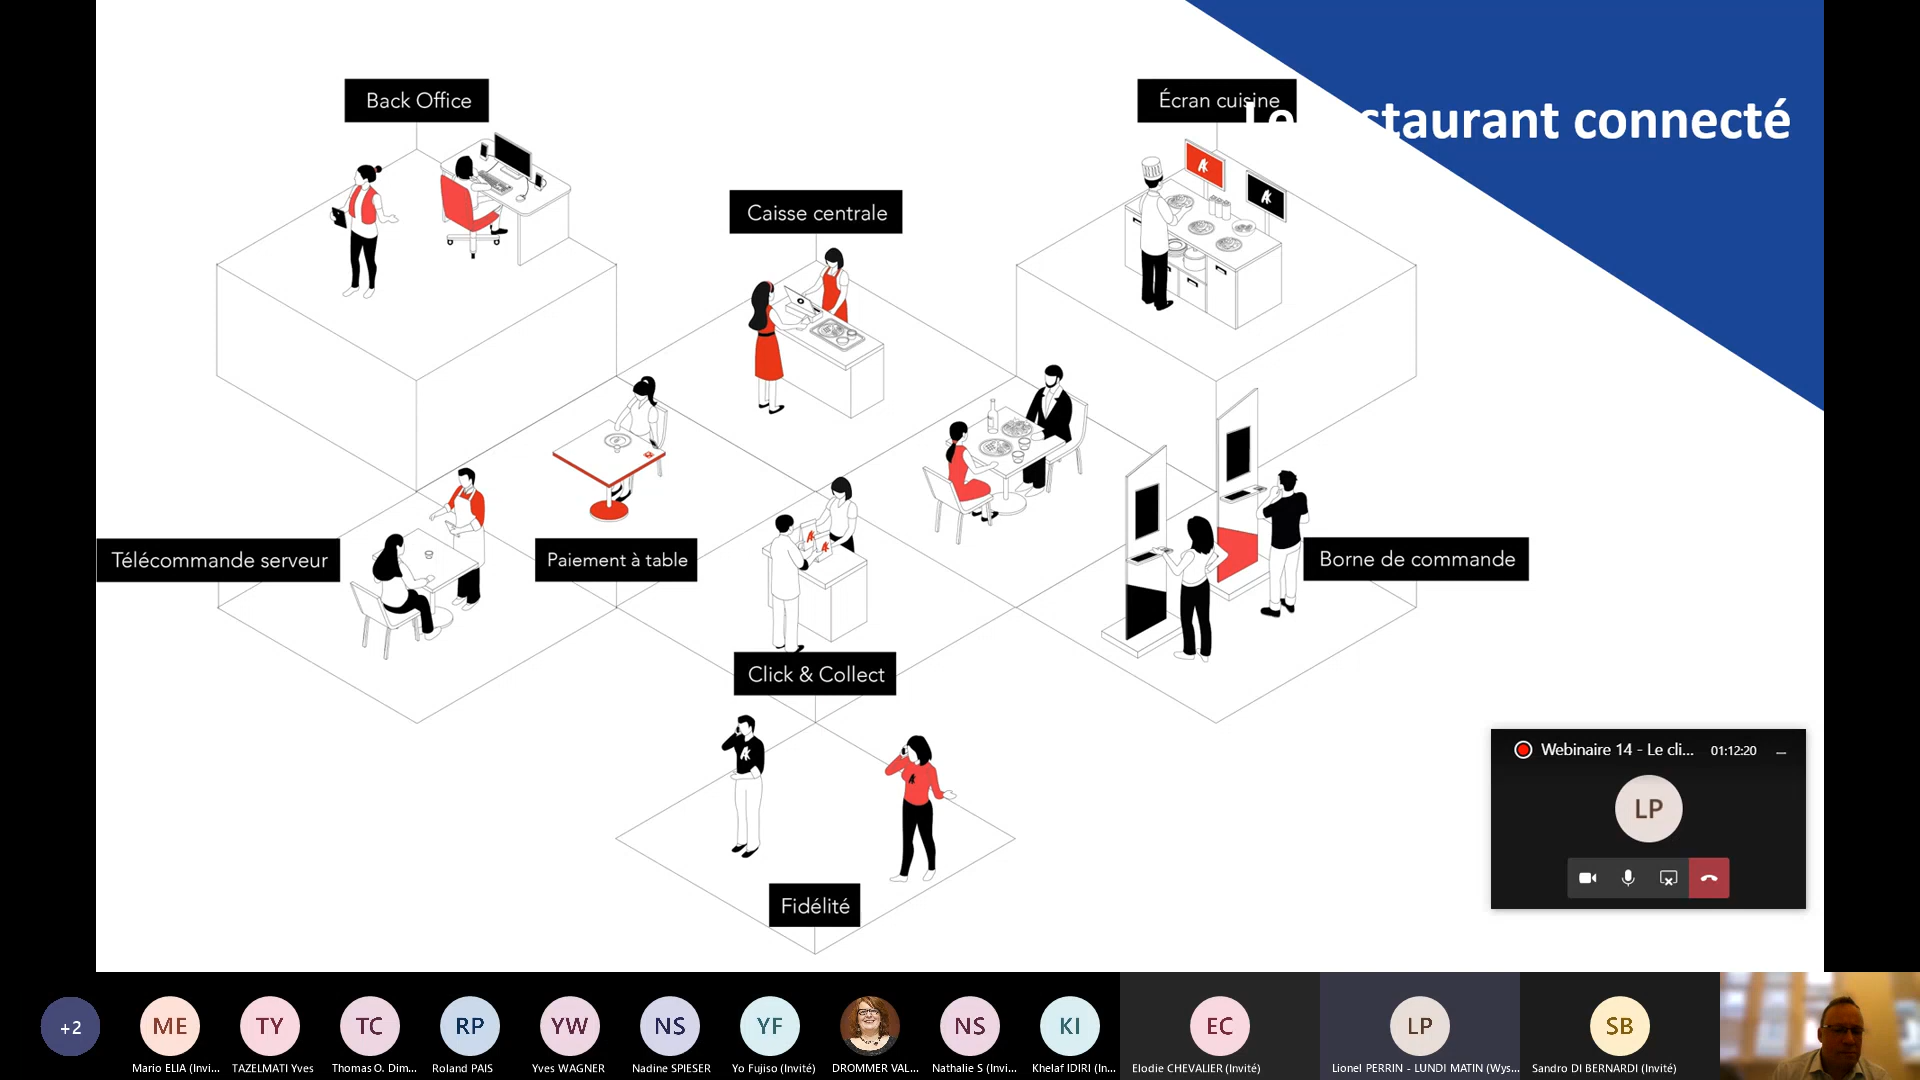 Back Office
Écran cuisine
Le
staurant connecté
Caisse centrale
Télécommande serveur
Paiement à table
Borne de commande
Click & Collect
Fidélité
Webinaire 14 - Le cli...
01:12:20
LP
+2
ME
TY
TC
RP
YW
NS
YF
NS
KI
EC
LP
SB
Mario ELIA (Invi...
TAZELMATI Yves
Thomas O. Dim...
Roland PAIS
Yves WAGNER
Nadine SPIESER
Yo Fujiso (Invité)
DROMMER VAL...
Nathalie S (Invi...
Khelaf IDIRI (In...
Elodie CHEVALIER (Invité)
Lionel PERRIN - LUNDI MATIN (Wys...
Sandro DI BERNARDI (Invité)